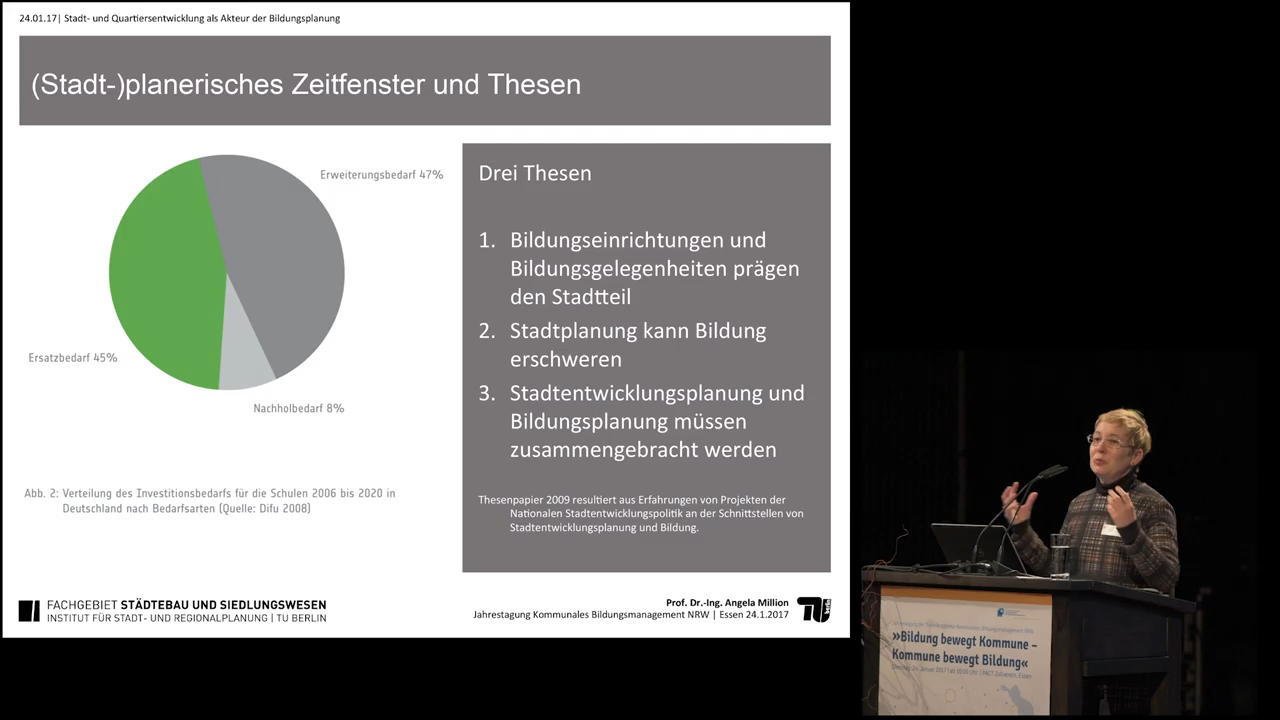 24.01.17| Stadt- und Quartiersentwicklung als Akteur der Bildungsplanung
(Stadt-)planerisches Zeitfenster und Thesen
Erweiterungsbedarf 47%
Ersatzbedarf 45%
Nachholbedarf 8%
Abb. 2: Verteilung des Investitionsbedarfs für die Schulen 2006 bis 2020 in
Deutschland nach Bedarfsarten (Quelle: Difu 2008)
Drei Thesen
1. Bildungseinrichtungen und
Bildungsgelegenheiten prägen
den Stadtteil
2. Stadtplanung kann Bildung
erschweren
3. Stadtentwicklungsplanung und
Bildungsplanung müssen
zusammengebracht werden
Thesenpapier 2009 resultiert aus Erfahrungen von Projekten der
Nationalen Stadtentwicklungspolitik an der Schnittstellen von
Stadtentwicklungsplanung und Bildung.
FACHGEBIET STÄDTEBAU UND SIEDLUNGSWESEN
INSTITUT FÜR STADT- UND REGIONALPLANUNG | TU BERLIN
Prof. Dr.-Ing. Angela Million
Jahrestagung Kommunales Bildungsmanagement NRW | Essen 24.1.2017
»Bildung bewegt Kommune –
Kommune bewegt Bildung«